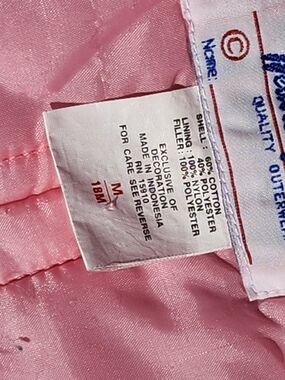 SHELL : 60% COTTON
40% POLYESTER
LINING : 100% NYLON
FILLER : 100% POLYESTER
EXCLUSIVE OF
DECORATION
MADE IN INDONESIA
RN 15910
FOR CARE SEE REVERSE
M
18M
©
QUALITY OUTERW
Name: